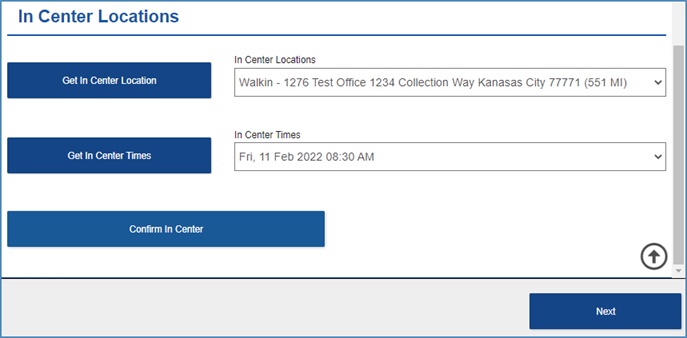 In Center Locations
In Center Locations
Get In Center Location
Walkin - 1276 Test Office 1234 Collection Way Kanasas City 77771 (551 MI)
In Center Times
Get In Center Times
Fri, 11 Feb 2022 08:30 AM
Confirm In Center
Next